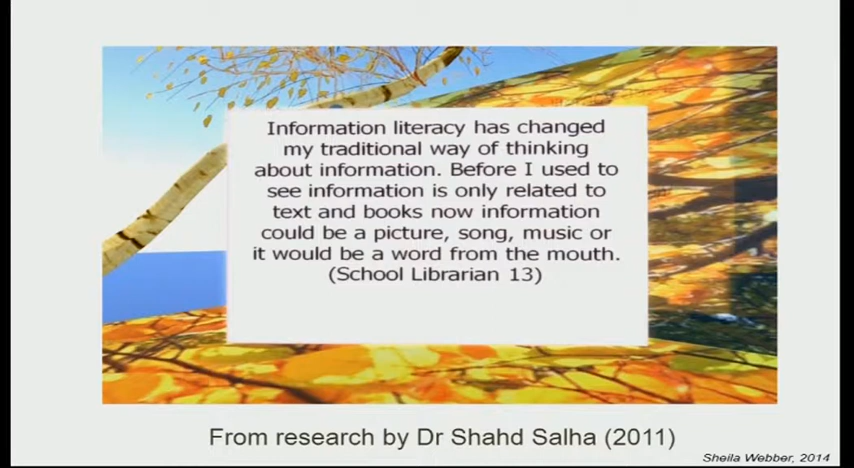 Information literacy has changed
my traditional way of thinking
about information. Before I used to
see information is only related to
text and books now information
could be a picture, song, music or
it would be a word from the mouth.
(School Librarian 13)
From research by Dr Shahd Salha (2011)
Sheila Webber, 2014